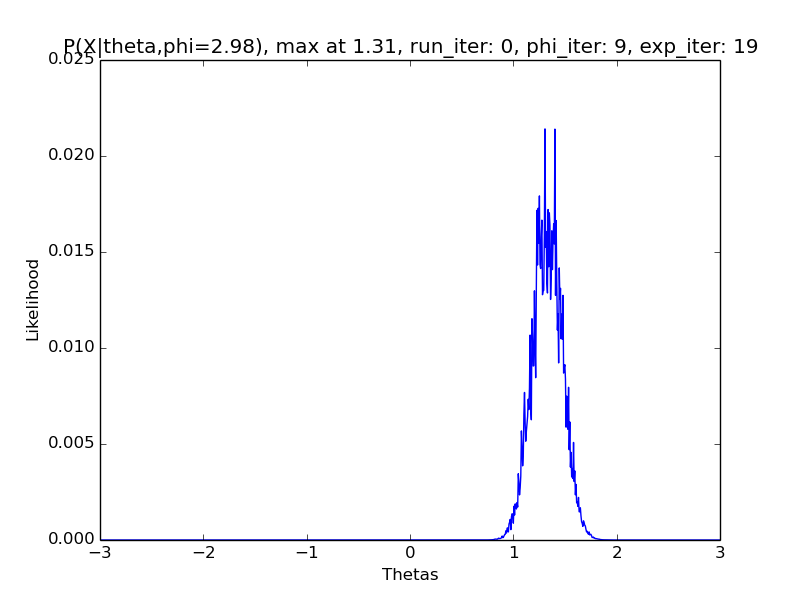 P(X|theta,phi=2.98), max at 1.31, run_iter: 0, phi_iter: 9, exp_iter: 19
0.025
0.020
0.015
0.010
0.005
0.000
Likelihood
−3 −2 −1 0 1 2 3
Thetas